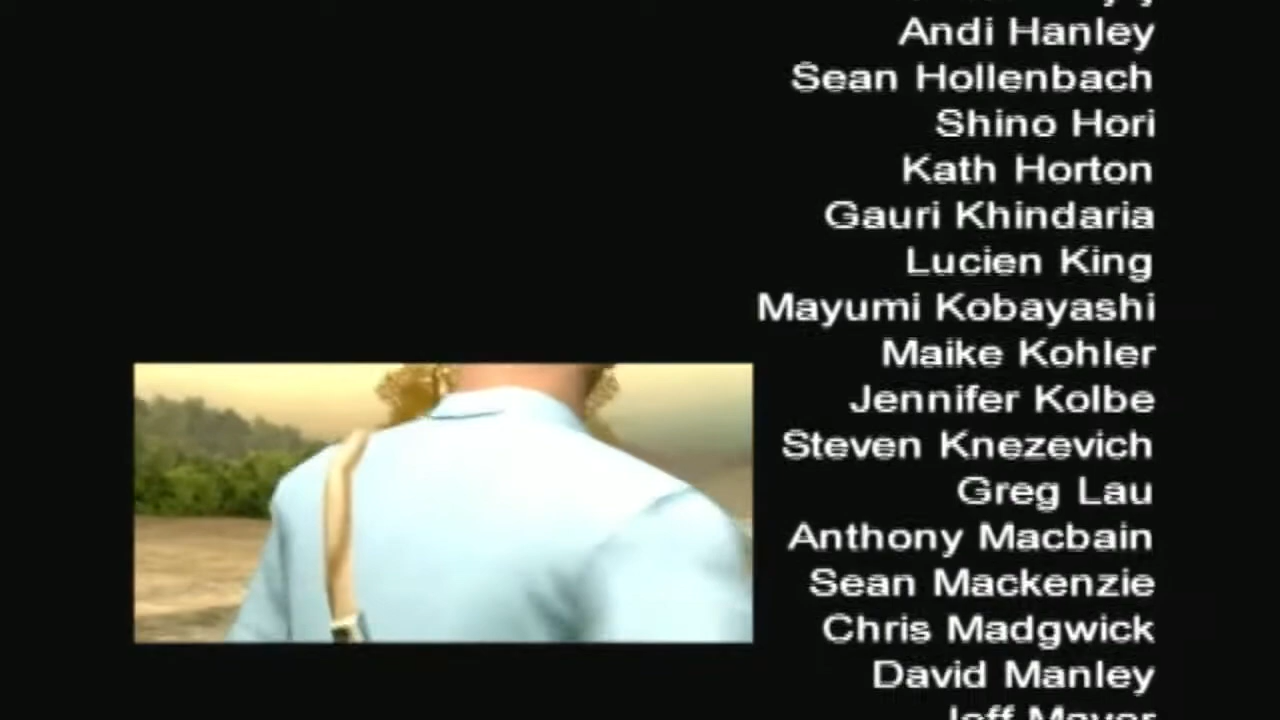 Andi Hanley
Sean Hollenbach
Shino Hori
Kath Horton
Gauri Khindaria
Lucien King
Mayumi Kobayashi
Maike Kohler
Jennifer Kolbe
Steven Knezevich
Greg Lau
Anthony Macbain
Sean Mackenzie
Chris Madgwick
David Manley